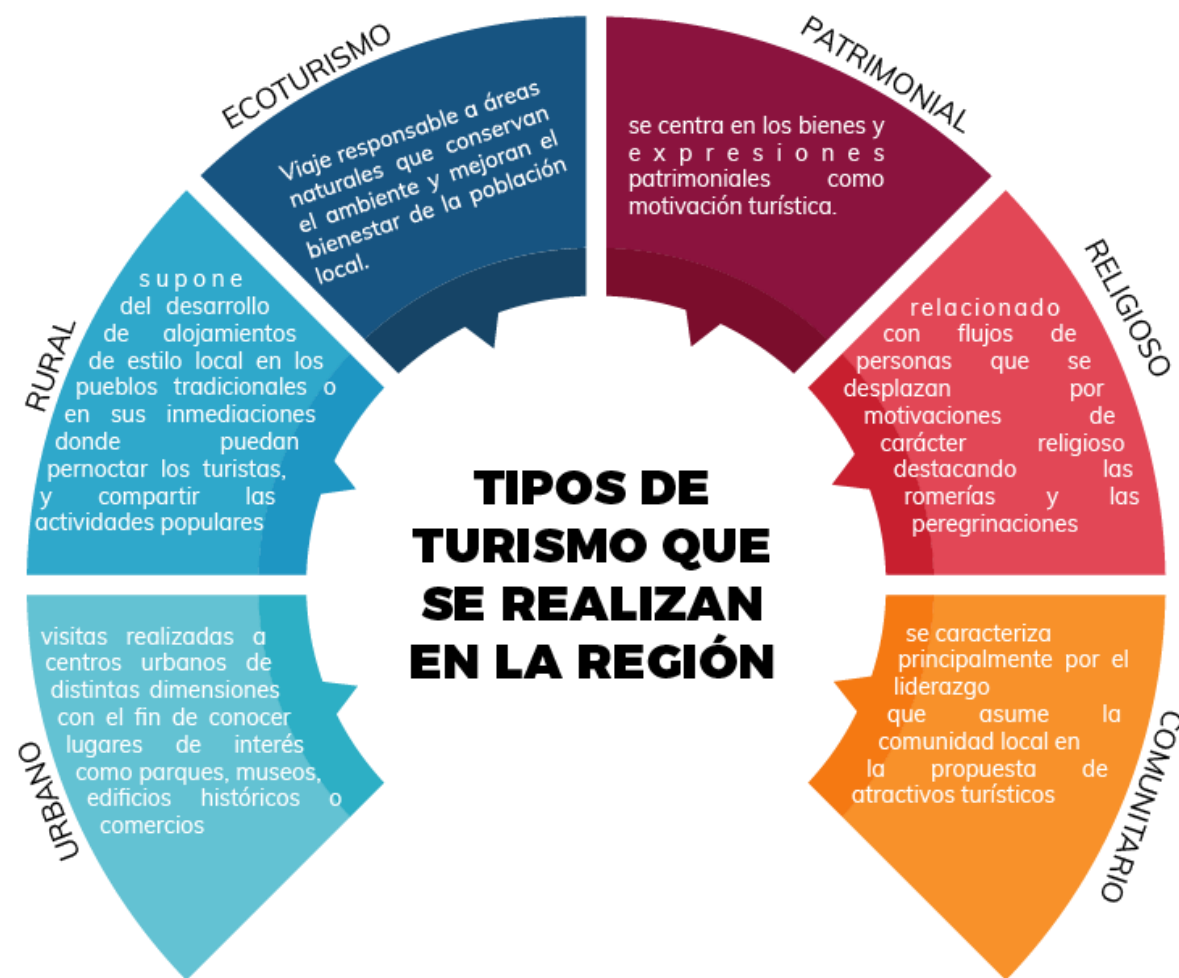 TIPOS DE
TURISMO QUE
SE REALIZAN
EN LA REGIÓN
URBANO
visitas realizadas a
centros urbanos de
distintas dimensiones
con el fin de conocer
lugares de interés
como parques, museos,
edificios históricos o
comercios
RURAL
supone
del desarrollo
de alojamientos
de estilo local en los
pueblos tradicionales o
en sus inmediaciones
donde puedan
pernoctar los turistas,
y compartir las
actividades populares
ECOTURISMO
Viaje responsable a áreas
naturales que conservan
el ambiente y mejoran el
bienestar de la población
local.
PATRIMONIAL
se centra en los bienes y
expresiones
patrimoniales como
motivación turística.
RELIGIOSO
relacionado
con flujos de
personas que se
desplazan por
motivaciones de
carácter religioso
destacando las
romerías y las
peregrinaciones
COMUNITARIO
se caracteriza
principalmente por el
liderazgo
que asume la
comunidad local en
la propuesta de
atractivos turísticos